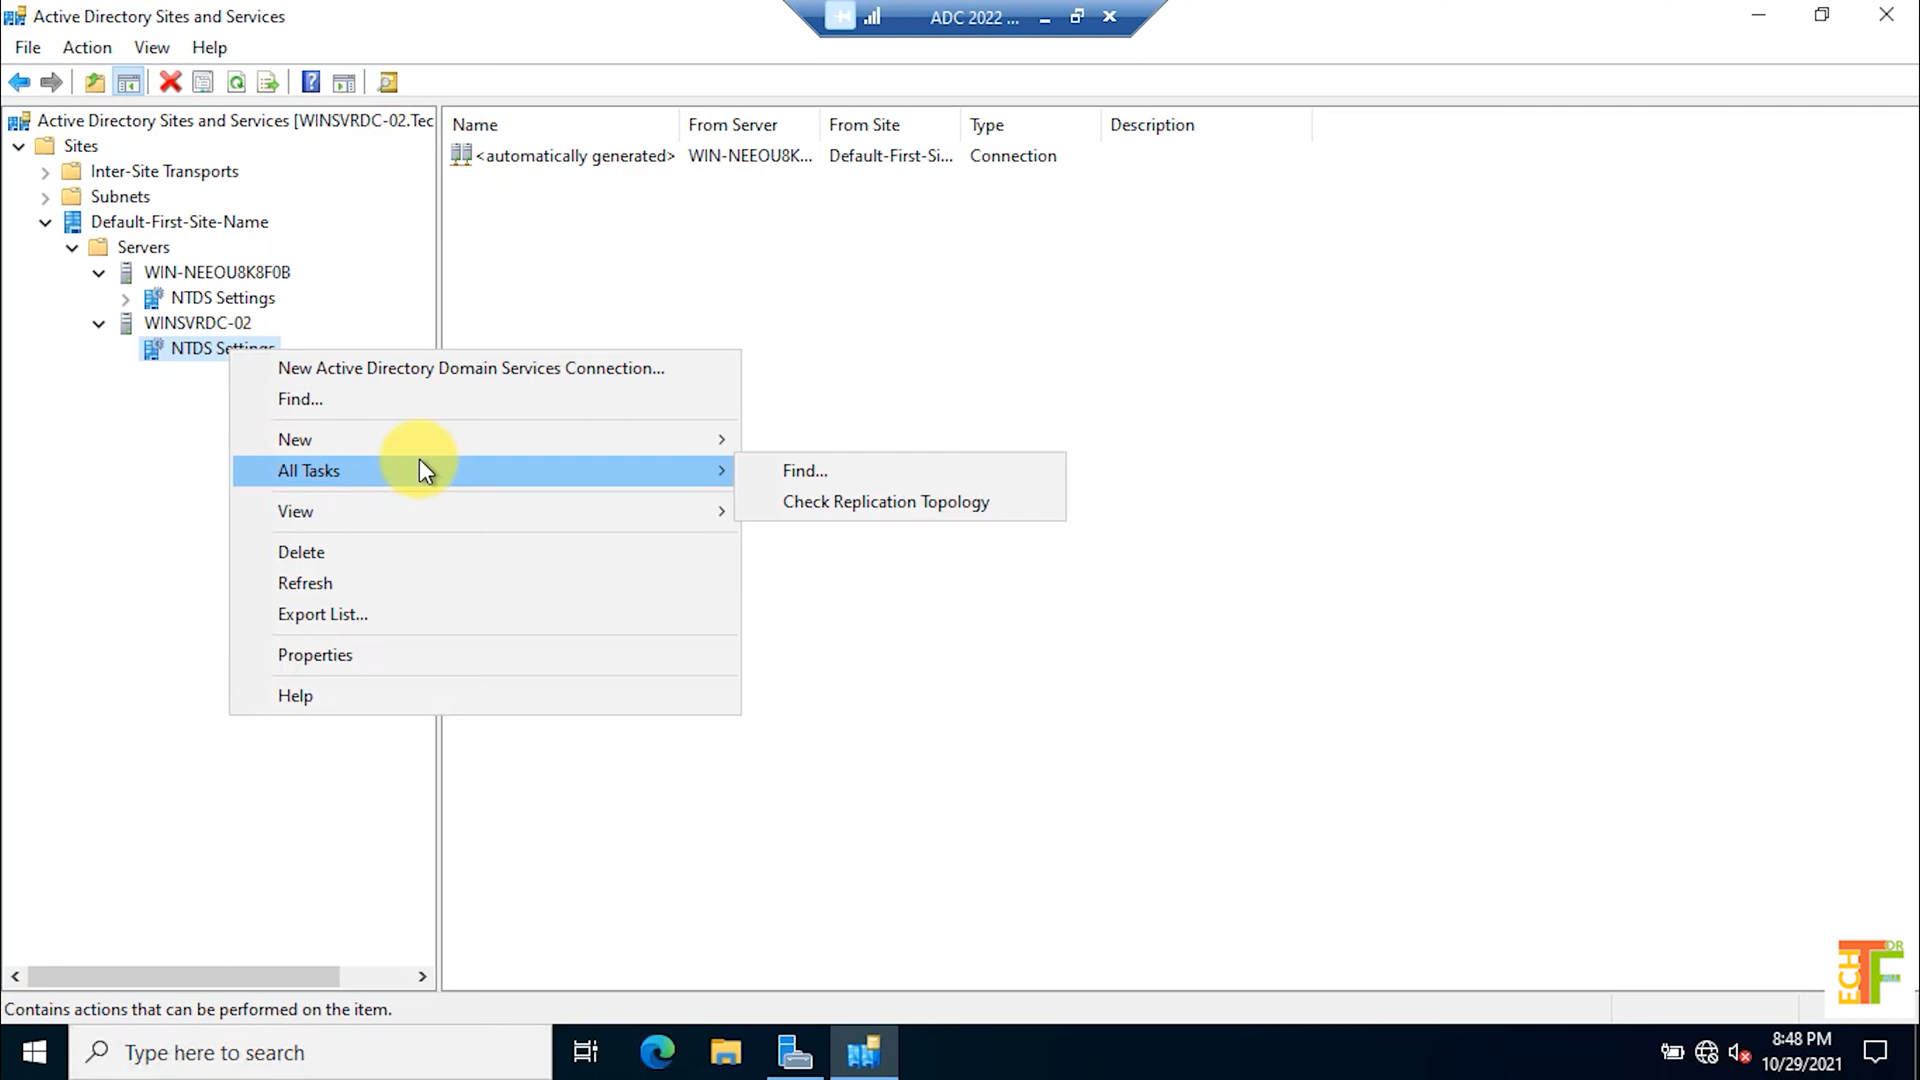 Active Directory Sites and Services
ADC 2022 ...
File Action View Help
Active Directory Sites and Services [WINSVRDC-02.Tec
Sites
Inter-Site Transports
Subnets
Default-First-Site-Name
Servers
WIN-NEEOU8K8F0B
NTDS Settings
WINSVRDC-02
NTDS Settings
Name From Server From Site Type Description
<automatically generated> WIN-NEEOU8K... Default-First-Si... Connection
New Active Directory Domain Services Connection...
Find...
New
All Tasks
View
Delete
Refresh
Export List...
Properties
Help
Find...
Check Replication Topology
Contains actions that can be performed on the item.
Type here to search
8:48 PM
10/29/2021
ECH
T
F
OR